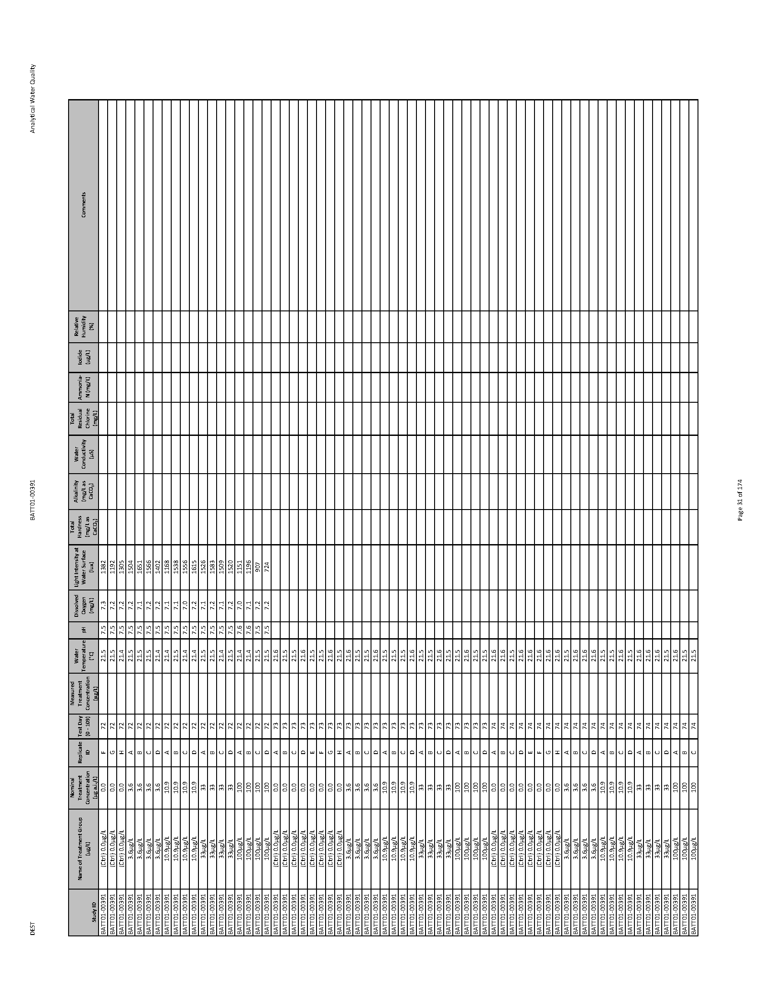 DEST BATT01-00391 Analytical Water Quality
Study ID | Name of Treatment Group (µg/L) | Nominal Treatment Concentration (µg a.i./L) | Replicate ID | Test Day (0 - 109) | Measured Treatment Concentration (µg/L) | Water Temperature (°C) | pH | Dissolved Oxygen (mg/L) | Light Intensity at Water Surface (lux) | Total Hardness (mg/L as CaCO₃) | Alkalinity (mg/L as CaCO₃) | Water Conductivity (µS) | Total Residual Chlorine (mg/L) | Ammonia-N (mg/L) | Iodide (µg/L) | Relative Humidity (%) | Comments
BATT01-00391 (Ctrl) 0.0µg/L 0.0 F 72 21.5 7.5 7.3 1382
BATT01-00391 (Ctrl) 0.0µg/L 0.0 G 72 21.5 7.5 7.2 1192
BATT01-00391 (Ctrl) 0.0µg/L 0.0 H 72 21.4 7.5 7.2 1305
BATT01-00391 3.6µg/L 3.6 A 72 21.5 7.5 7.2 1504
BATT01-00391 3.6µg/L 3.6 B 72 21.5 7.5 7.1 1651
BATT01-00391 3.6µg/L 3.6 C 72 21.5 7.5 7.2 1566
BATT01-00391 3.6µg/L 3.6 D 72 21.4 7.5 7.2 1402
BATT01-00391 10.9µg/L 10.9 A 72 21.4 7.5 7.1 1168
BATT01-00391 10.9µg/L 10.9 B 72 21.5 7.5 7.1 1538
BATT01-00391 10.9µg/L 10.9 C 72 21.4 7.5 7.0 1556
BATT01-00391 10.9µg/L 10.9 D 72 21.4 7.5 7.2 1615
BATT01-00391 33µg/L 33 A 72 21.5 7.5 7.1 1526
BATT01-00391 33µg/L 33 B 72 21.5 7.5 7.2 1583
BATT01-00391 33µg/L 33 C 72 21.4 7.5 7.1 1509
BATT01-00391 33µg/L 33 D 72 21.5 7.5 7.2 1520
BATT01-00391 100µg/L 100 A 72 21.4 7.6 7.0 1151
BATT01-00391 100µg/L 100 B 72 21.4 7.6 7.1 1196
BATT01-00391 100µg/L 100 C 72 21.5 7.5 7.2 907
BATT01-00391 100µg/L 100 D 72 21.5 7.5 7.2 724
BATT01-00391 (Ctrl) 0.0µg/L 0.0 A 73 21.6
BATT01-00391 (Ctrl) 0.0µg/L 0.0 B 73 21.5
BATT01-00391 (Ctrl) 0.0µg/L 0.0 C 73 21.5
BATT01-00391 (Ctrl) 0.0µg/L 0.0 D 73 21.6
BATT01-00391 (Ctrl) 0.0µg/L 0.0 E 73 21.5
BATT01-00391 (Ctrl) 0.0µg/L 0.0 F 73 21.5
BATT01-00391 (Ctrl) 0.0µg/L 0.0 G 73 21.6
BATT01-00391 (Ctrl) 0.0µg/L 0.0 H 73 21.5
BATT01-00391 3.6µg/L 3.6 A 73 21.6
BATT01-00391 3.6µg/L 3.6 B 73 21.5
BATT01-00391 3.6µg/L 3.6 C 73 21.5
BATT01-00391 3.6µg/L 3.6 D 73 21.6
BATT01-00391 10.9µg/L 10.9 A 73 21.5
BATT01-00391 10.9µg/L 10.9 B 73 21.5
BATT01-00391 10.9µg/L 10.9 C 73 21.5
BATT01-00391 10.9µg/L 10.9 D 73 21.6
BATT01-00391 33µg/L 33 A 73 21.5
BATT01-00391 33µg/L 33 B 73 21.5
BATT01-00391 33µg/L 33 C 73 21.6
BATT01-00391 33µg/L 33 D 73 21.5
BATT01-00391 100µg/L 100 A 73 21.5
BATT01-00391 100µg/L 100 B 73 21.6
BATT01-00391 100µg/L 100 C 73 21.5
BATT01-00391 100µg/L 100 D 73 21.5
BATT01-00391 (Ctrl) 0.0µg/L 0.0 A 74 21.6
BATT01-00391 (Ctrl) 0.0µg/L 0.0 B 74 21.6
BATT01-00391 (Ctrl) 0.0µg/L 0.0 C 74 21.5
BATT01-00391 (Ctrl) 0.0µg/L 0.0 D 74 21.6
BATT01-00391 (Ctrl) 0.0µg/L 0.0 E 74 21.6
BATT01-00391 (Ctrl) 0.0µg/L 0.0 F 74 21.6
BATT01-00391 (Ctrl) 0.0µg/L 0.0 G 74 21.6
BATT01-00391 (Ctrl) 0.0µg/L 0.0 H 74 21.6
BATT01-00391 3.6µg/L 3.6 A 74 21.5
BATT01-00391 3.6µg/L 3.6 B 74 21.6
BATT01-00391 3.6µg/L 3.6 C 74 21.6
BATT01-00391 3.6µg/L 3.6 D 74 21.6
BATT01-00391 10.9µg/L 10.9 A 74 21.5
BATT01-00391 10.9µg/L 10.9 B 74 21.5
BATT01-00391 10.9µg/L 10.9 C 74 21.6
BATT01-00391 10.9µg/L 10.9 D 74 21.5
BATT01-00391 33µg/L 33 A 74 21.6
BATT01-00391 33µg/L 33 B 74 21.6
BATT01-00391 33µg/L 33 C 74 21.6
BATT01-00391 33µg/L 33 D 74 21.5
BATT01-00391 100µg/L 100 A 74 21.6
BATT01-00391 100µg/L 100 B 74 21.5
BATT01-00391 100µg/L 100 C 74 21.5
Page 31 of 174